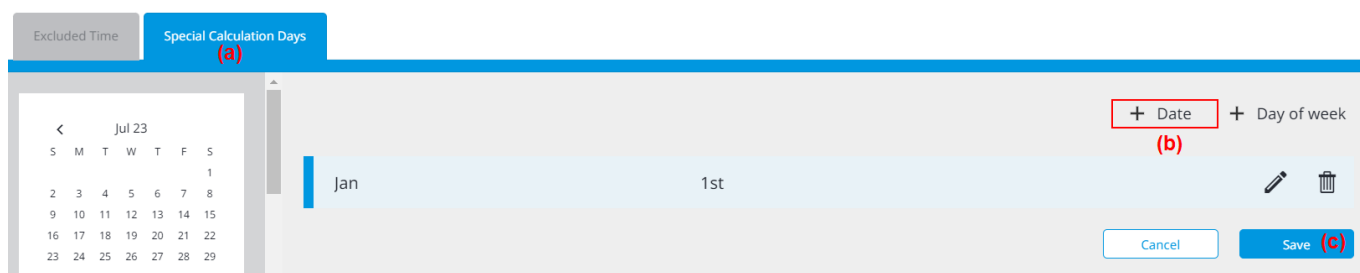 Excluded Time
Special Calculation Days
(a)
Jul 23
S M T W T F S
1
2 3 4 5 6 7 8
9 10 11 12 13 14 15
16 17 18 19 20 21 22
23 24 25 26 27 28 29
+ Date
+ Day of week
(b)
Jan 1st
Cancel
Save (c)